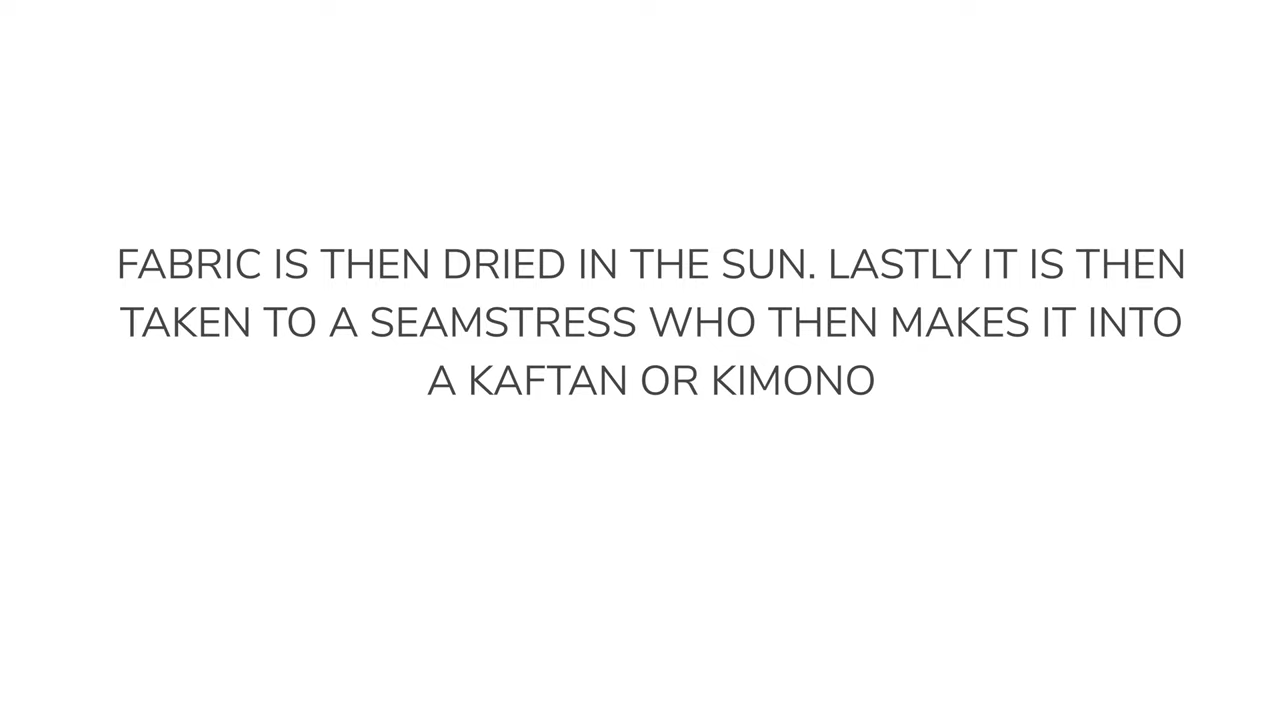 FABRIC IS THEN DRIED IN THE SUN. LASTLY IT IS THEN
TAKEN TO A SEAMSTRESS WHO THEN MAKES IT INTO
A KAFTAN OR KIMONO